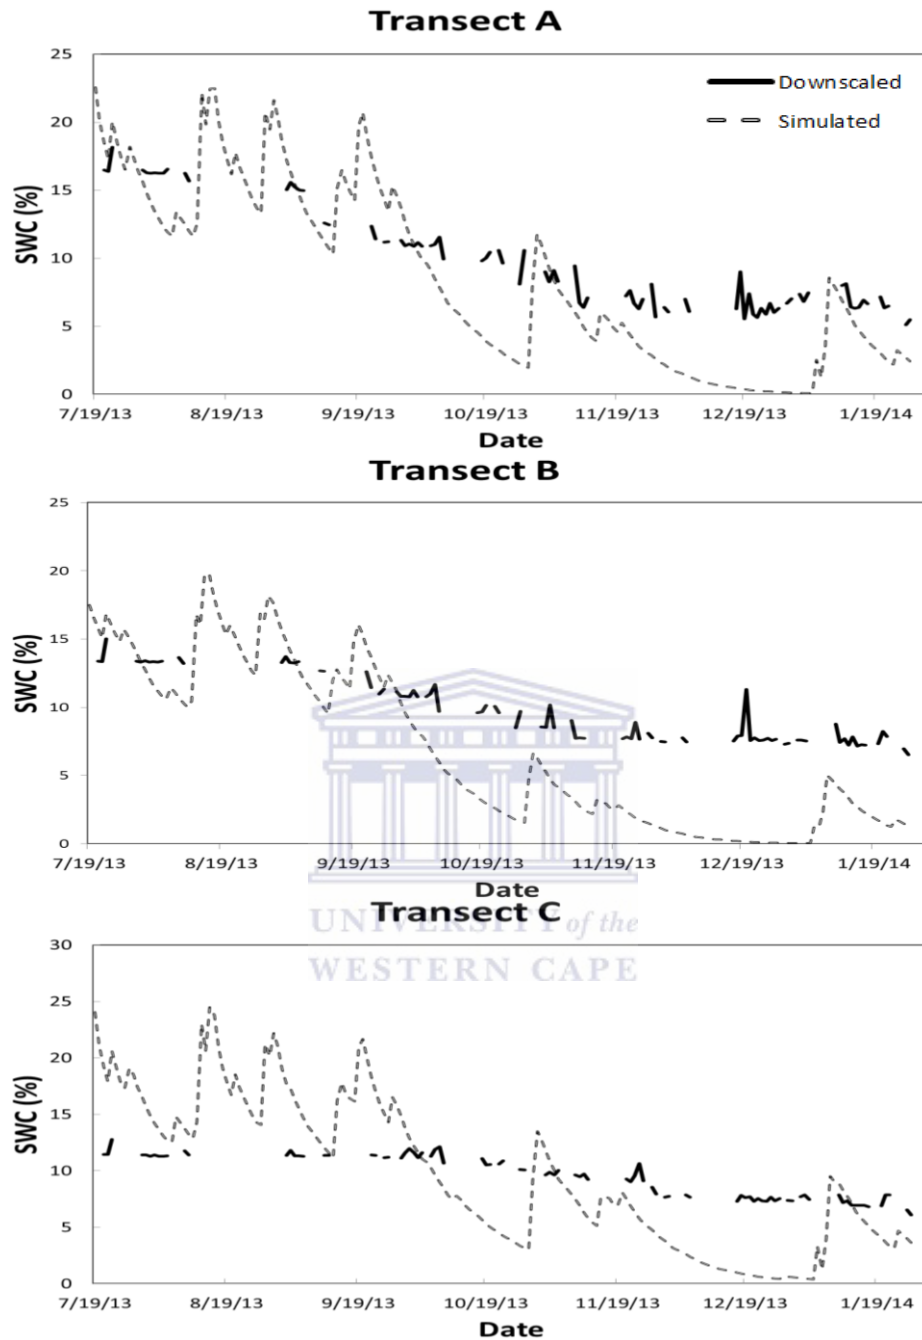 Transect A
25
20
15
10
5
0
SWC (%)
Downscaled
Simulated
7/19/13 8/19/13 9/19/13 10/19/13 11/19/13 12/19/13 1/19/14
Date
Transect B
25
20
15
10
5
0
SWC (%)
7/19/13 8/19/13 9/19/13 10/19/13 11/19/13 12/19/13 1/19/14
Date
Transect C
UNIVERSITY of the
WESTERN CAPE
30
25
20
15
10
5
0
SWC (%)
7/19/13 8/19/13 9/19/13 10/19/13 11/19/13 12/19/13 1/19/14
Date